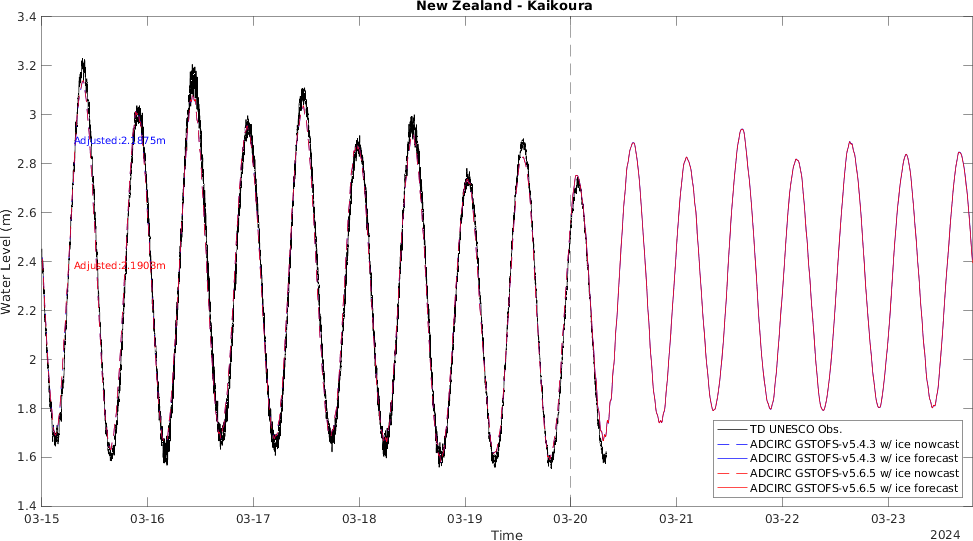 New Zealand - Kaikoura
3.4
3.2
3
2.8
2.6
2.4
2.2
2
1.8
1.6
1.4
Water Level (m)
Adjusted:2.1875m
Adjusted:2.1903m
TD UNESCO Obs.
ADCIRC GSTOFS-v5.4.3 w/ ice nowcast
ADCIRC GSTOFS-v5.4.3 w/ ice forecast
ADCIRC GSTOFS-v5.6.5 w/ ice nowcast
ADCIRC GSTOFS-v5.6.5 w/ ice forecast
03-15 03-16 03-17 03-18 03-19 03-20 03-21 03-22 03-23
Time
2024